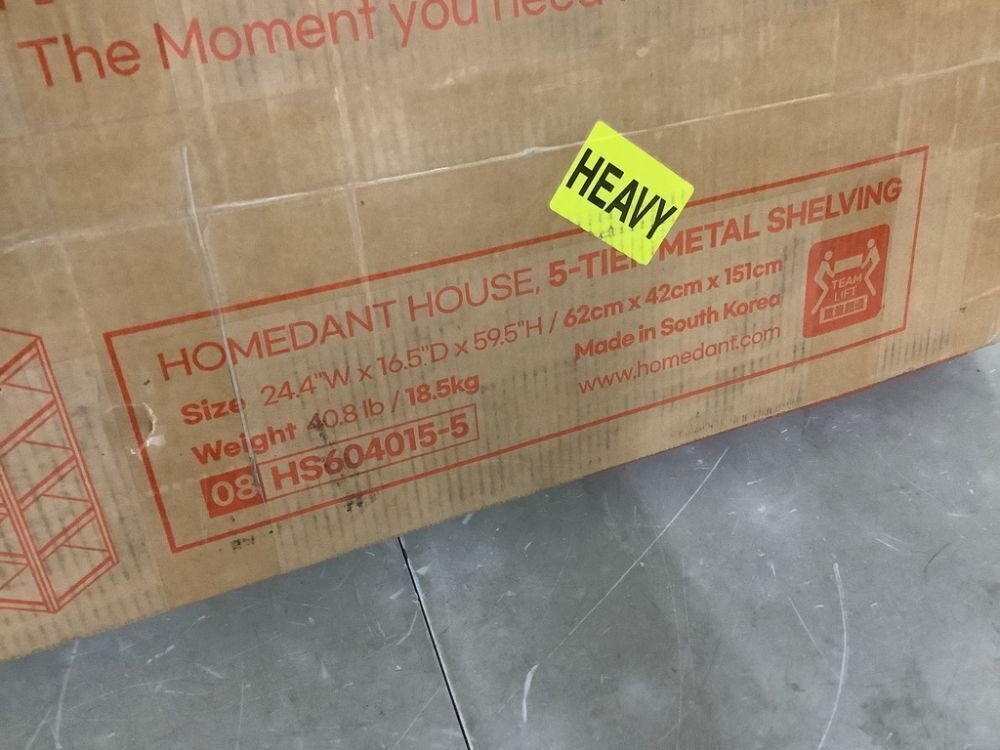 The Moment you need
HEAVY
HOMEDANT HOUSE, 5-TIER METAL SHELVING
Size 24.4"W x 16.5"D x 59.5"H / 62cm x 42cm x 151cm
Weight 40.8 lb / 18.5kg
Made in South Korea
08 HS604015-5
www.homedant.com
TEAM
LIFT